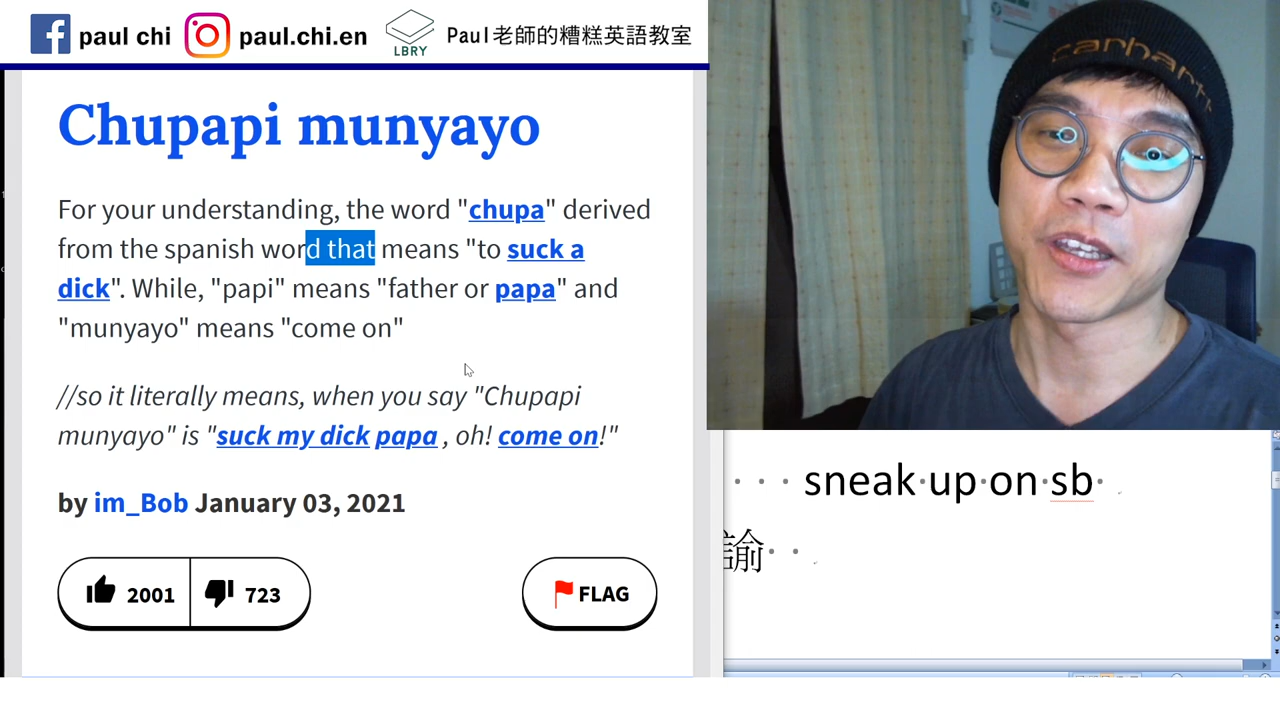 paul chi paul.chi.en LBRY Paul老師的糟糕英語教室
Chupapi munyayo
For your understanding, the word "chupa" derived
from the spanish word that means "to suck a
dick". While, "papi" means "father or papa" and
"munyayo" means "come on"
//so it literally means, when you say "Chupapi
munyayo" is "suck my dick papa , oh! come on!"
by im_Bob January 03, 2021
2001 723 FLAG
carhartt
sneak up on sb
諭